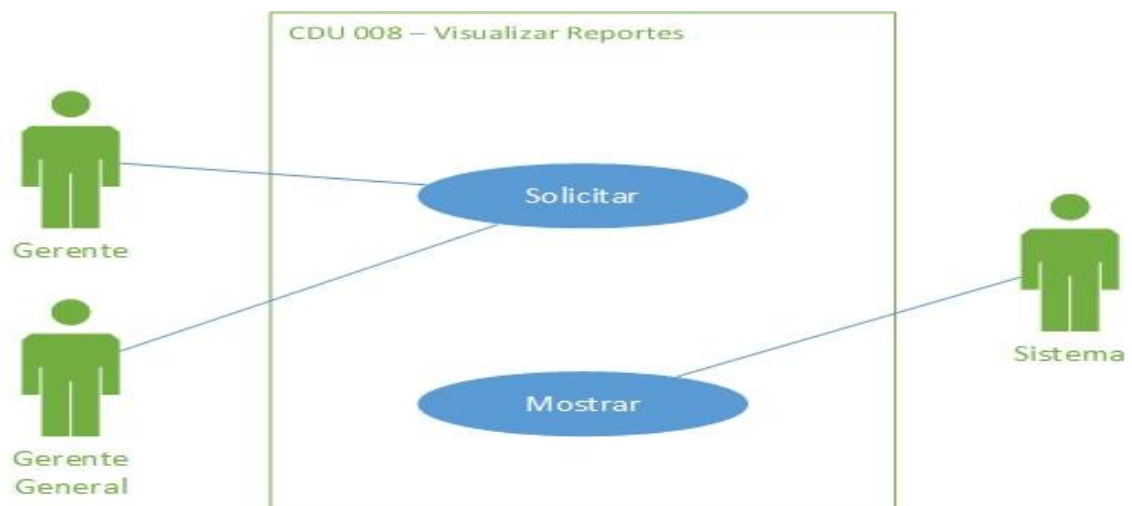 CDU 008 – Visualizar Reportes
Solicitar
Gerente
Sistema
Mostrar
Gerente
General